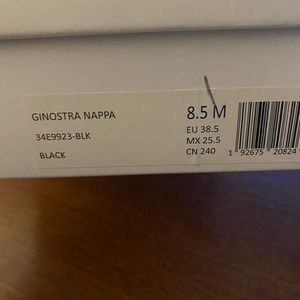 GINOSTRA NAPPA
34E9923-BLK
BLACK
8.5 M
EU 38.5
MX 25.5
CN 240
1 92675 20824